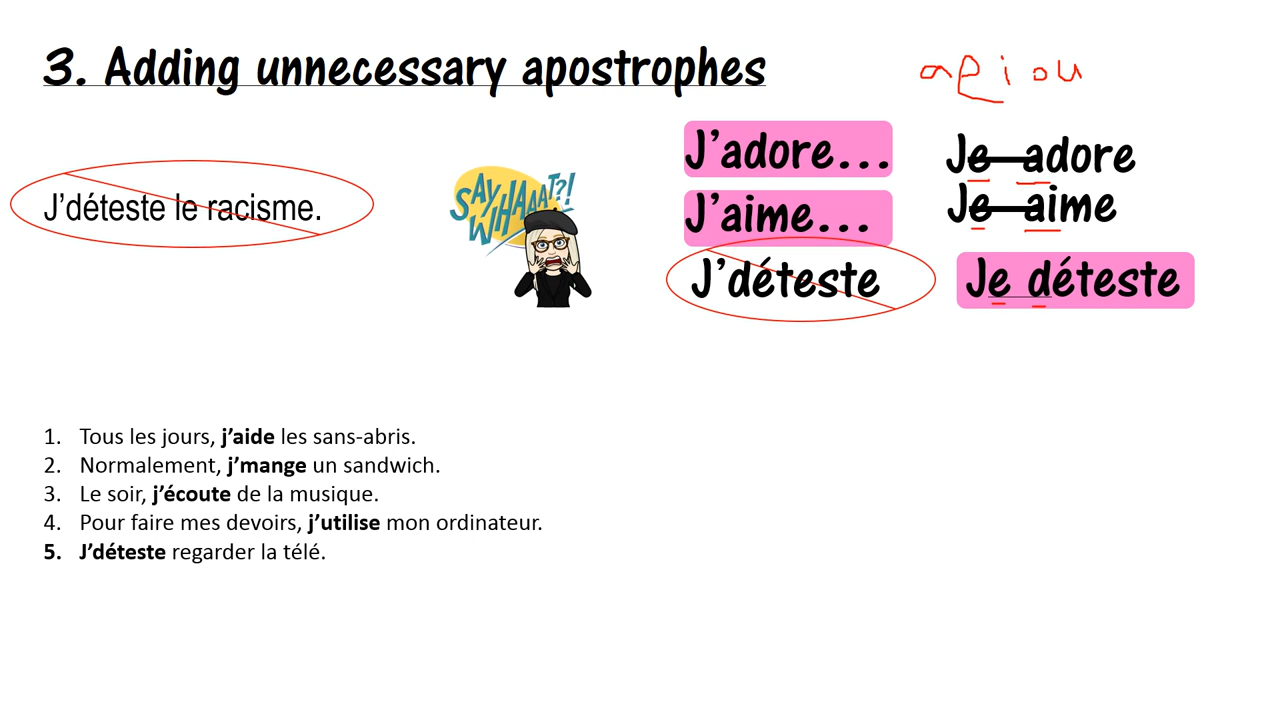 3. Adding unnecessary apostrophes
a e i o u
J’déteste le racisme.
SAY WHAAAT?!
J’adore... Je adore
J’aime... Je aime
J’déteste Je déteste
1. Tous les jours, j’aide les sans-abris.
2. Normalement, j’mange un sandwich.
3. Le soir, j’écoute de la musique.
4. Pour faire mes devoirs, j’utilise mon ordinateur.
5. J’déteste regarder la télé.